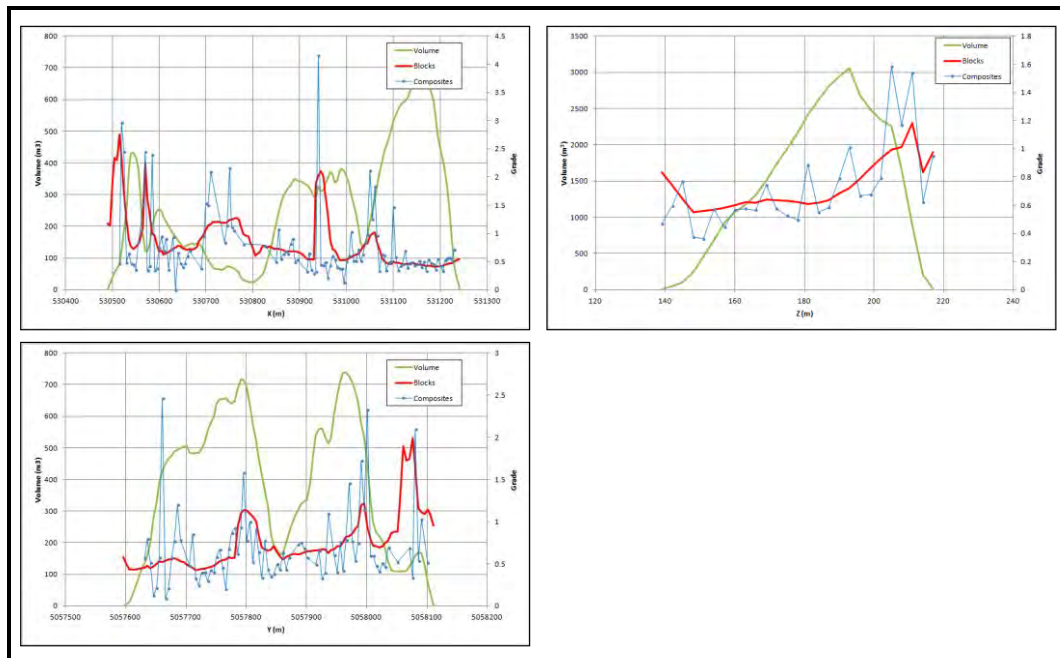 800
700
600
500
400
300
200
100
0
Volume (m3)
4.5
4
3.5
3
2.5
2
1.5
1
0.5
0
Grade
Volume
Blocks
Composites
530400 530500 530600 530700 530800 530900 531000 531100 531200 531300
X (m)
3500
3000
2500
2000
1500
1000
500
0
Volume (m³)
1.8
1.6
1.4
1.2
1
0.8
0.6
0.4
0.2
0
Grade
Volume
Blocks
Composites
120 140 160 180 200 220 240
Z (m)
800
700
600
500
400
300
200
100
0
Volume (m3)
3
2.5
2
1.5
1
0.5
0
Grade
Volume
Blocks
Composites
5057500 5057600 5057700 5057800 5057900 5058000 5058100 5058200
Y (m)